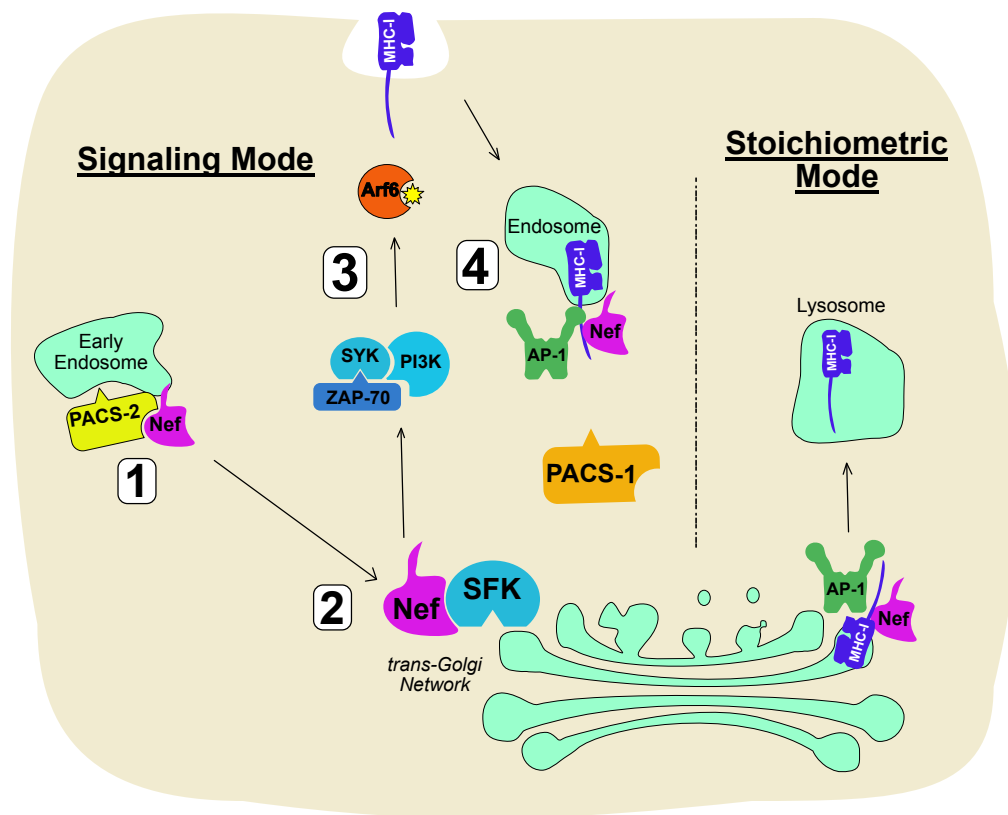 MHC-I
Signaling Mode
Stoichiometric
Mode
Arf6
3
4
Endosome
MHC-I
Nef
AP-1
Lysosome
MHC-I
Early
Endosome
PACS-2
Nef
1
SYK
PI3K
ZAP-70
PACS-1
2
Nef
SFK
trans-Golgi
Network
AP-1
Nef
MHC-I